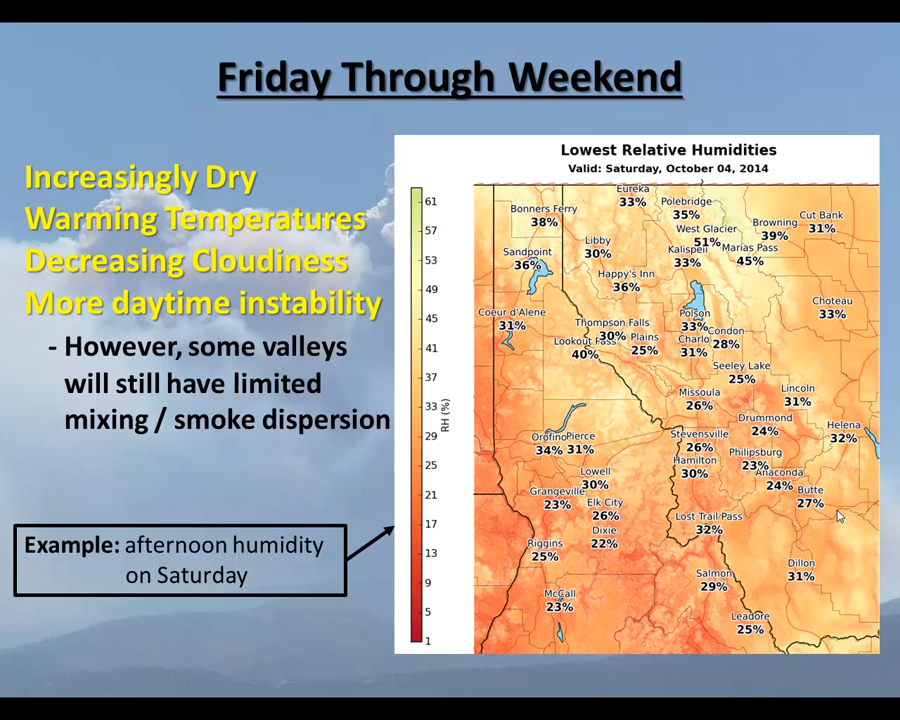 Friday Through Weekend
Increasingly Dry
Warming Temperatures
Decreasing Cloudiness
More daytime instability
- However, some valleys
will still have limited
mixing / smoke dispersion
Example: afternoon humidity
on Saturday
Lowest Relative Humidities
Valid: Saturday, October 04, 2014
61
57
53
49
45
41
37
33
29
25
21
17
13
9
5
1
RH (%)
Eureka
33%
Polebridge
35%
Bonners Ferry
38%
Cut Bank
31%
Browning
39%
West Glacier
51%
Libby
30%
Kalispell
33%
Marias Pass
45%
Sandpoint
36%
Happy's Inn
36%
Choteau
33%
Coeur d'Alene
31%
Polson
33%
Thompson Falls
30%
Condon
28%
Lookout Pass
40%
Plains
25%
Charlo
31%
Seeley Lake
25%
Missoula
26%
Lincoln
31%
Drummond
24%
Helena
32%
Orofino
34%
Pierce
31%
Stevensville
26%
Philipsburg
23%
Hamilton
30%
Anaconda
24%
Lowell
30%
Grangeville
23%
Butte
27%
Elk City
26%
Lost Trail Pass
32%
Dixie
22%
Riggins
25%
Dillon
31%
Salmon
29%
McCall
23%
Leadore
25%